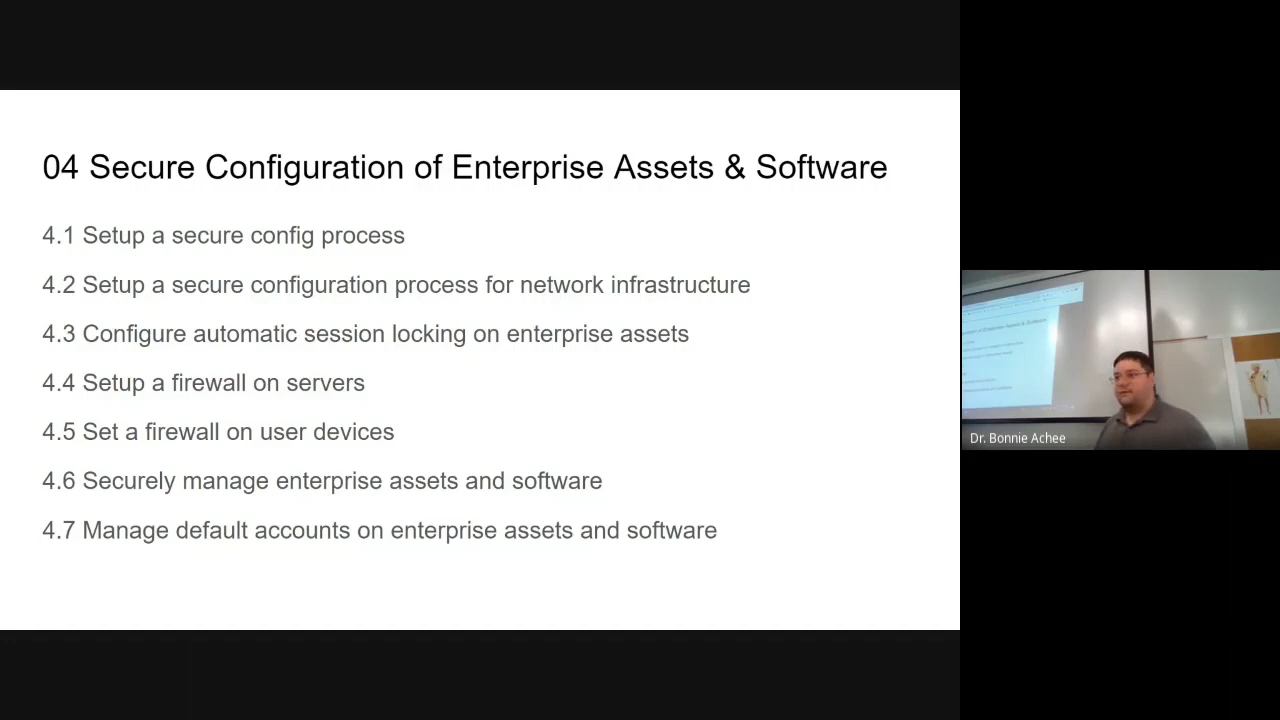 04 Secure Configuration of Enterprise Assets & Software
4.1 Setup a secure config process
4.2 Setup a secure configuration process for network infrastructure
4.3 Configure automatic session locking on enterprise assets
4.4 Setup a firewall on servers
4.5 Set a firewall on user devices
4.6 Securely manage enterprise assets and software
4.7 Manage default accounts on enterprise assets and software
Dr. Bonnie Achee